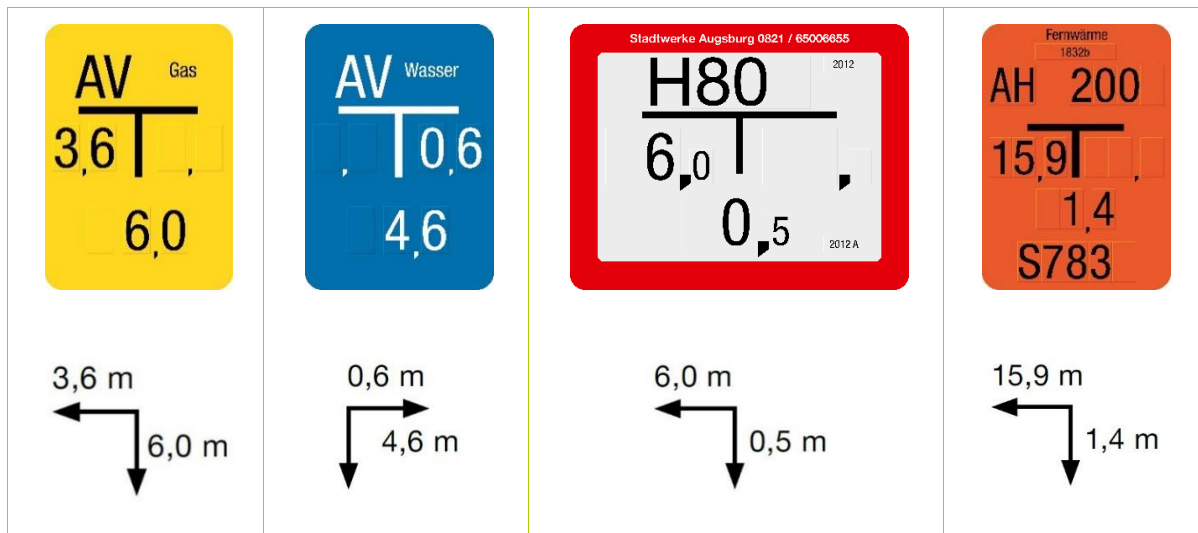 AV Gas
3,6 ,
6,0
AV Wasser
, 0,6
4,6
Stadtwerke Augsburg 0821 / 65006655
H80 2012
6,0 ,
0,5
2012 A
Fernwärme
1832b
AH 200
15,9 ,
1,4
S783
3,6 m
6,0 m
0,6 m
4,6 m
6,0 m
0,5 m
15,9 m
1,4 m